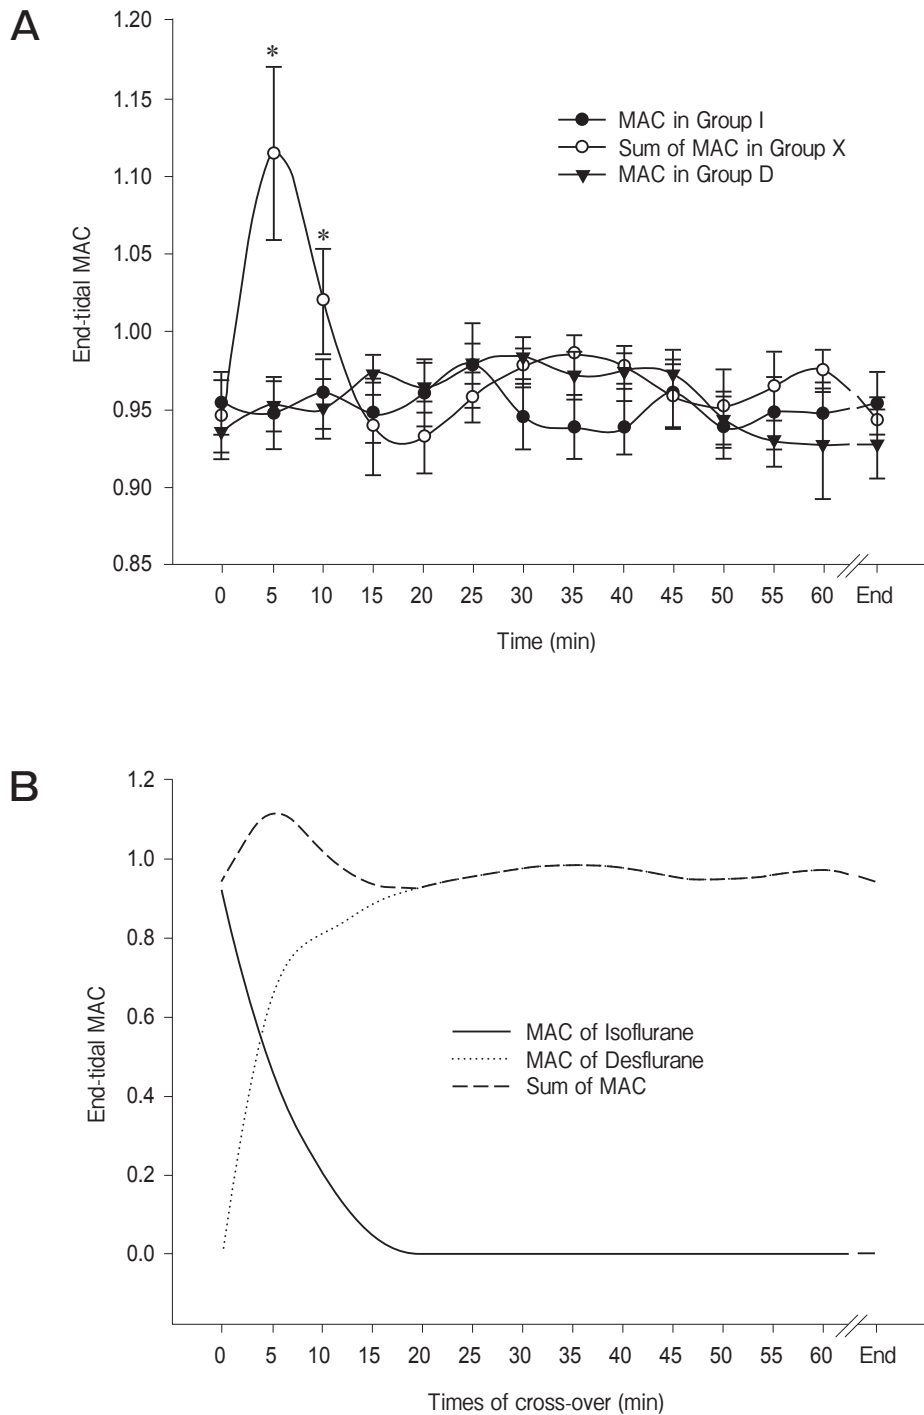 A
1.20
1.15
1.10
1.05
1.00
0.95
0.90
0.85
End-tidal MAC
*
*
MAC in Group I
Sum of MAC in Group X
MAC in Group D
0 5 10 15 20 25 30 35 40 45 50 55 60 End
Time (min)
B
1.2
1.0
0.8
0.6
0.4
0.2
0.0
End-tidal MAC
MAC of Isoflurane
MAC of Desflurane
Sum of MAC
0 5 10 15 20 25 30 35 40 45 50 55 60 End
Times of cross-over (min)